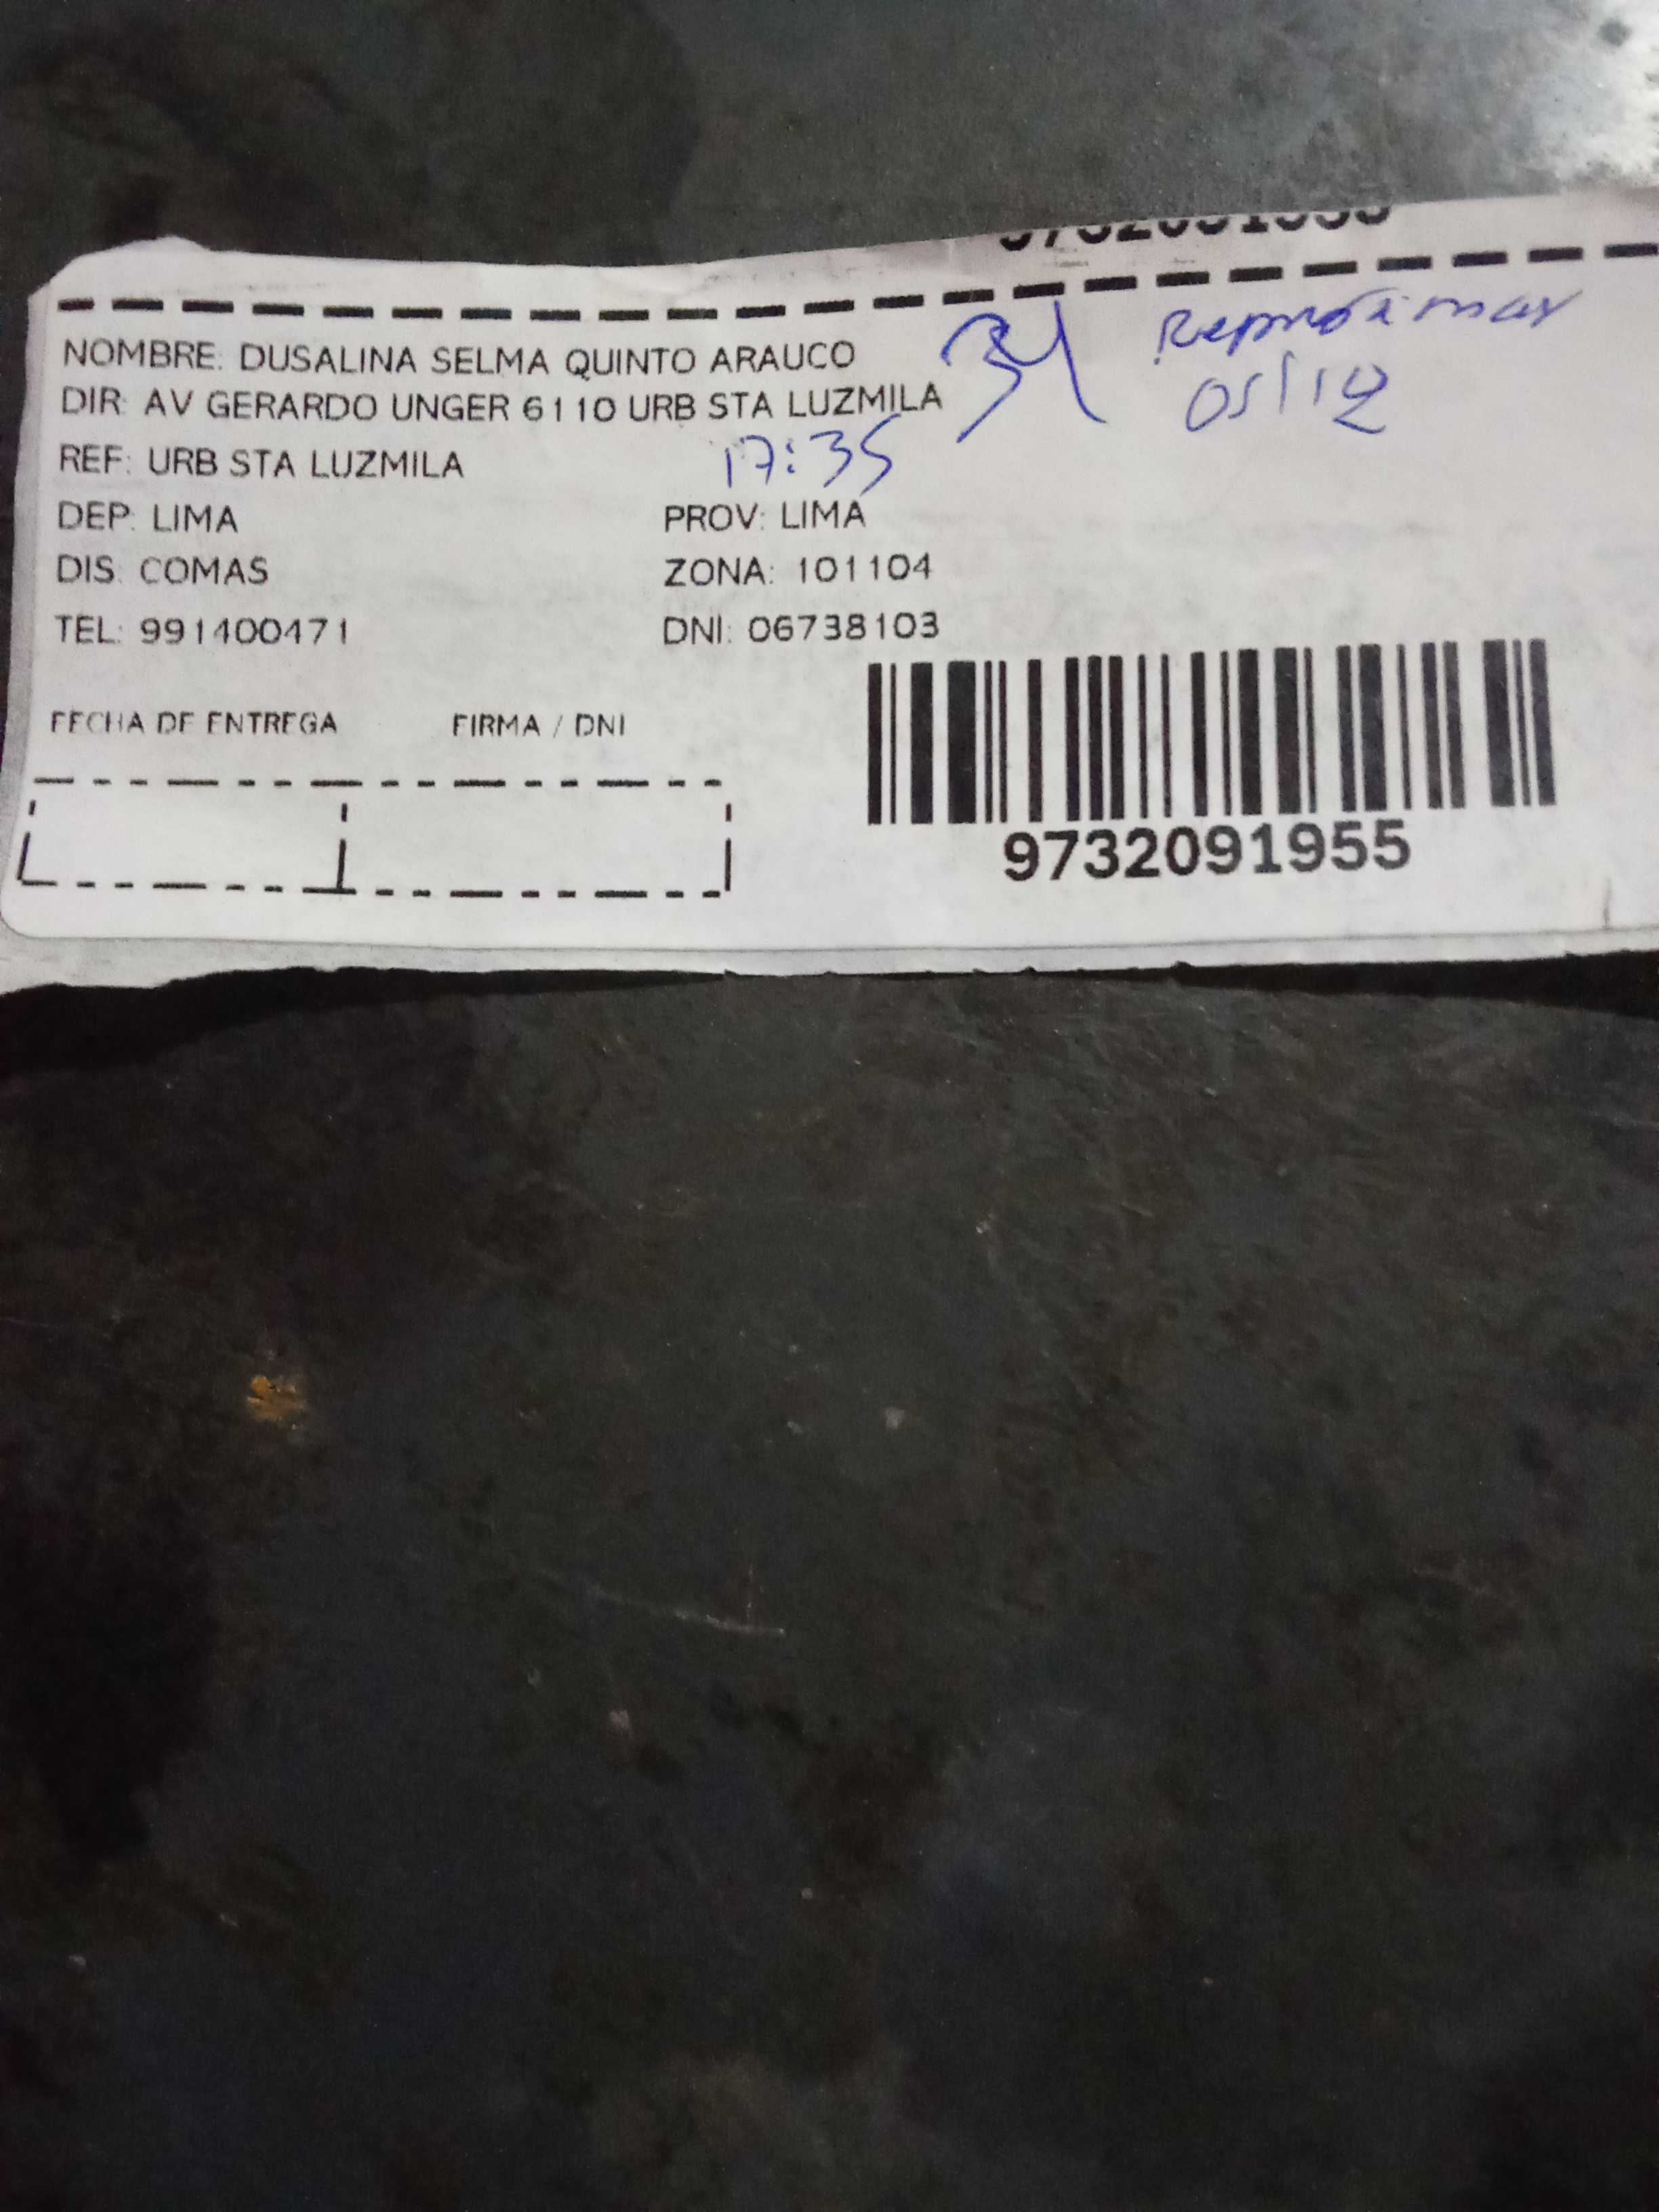 NOMBRE: DUSALINA SELMA QUINTO ARAUCO
DIR: AV GERARDO UNGER 6110 URB STA LUZMILA
REF: URB STA LUZMILA
17:35
DEP: LIMA
PROV: LIMA
DIS: COMAS
ZONA: 101104
TEL: 991400471
DNI: 06738103
FECHA DE ENTREGA
FIRMA / DNI
9732091955